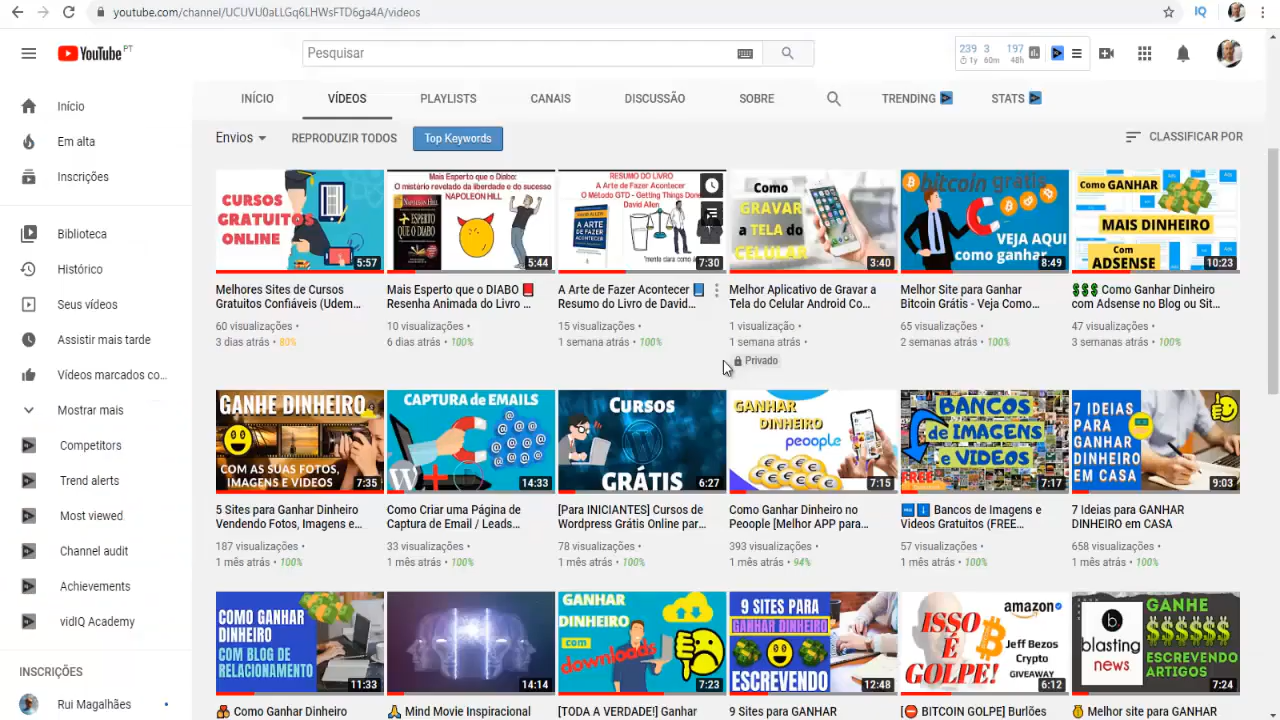 youtube.com/channel/UCUVU0aLLGq6LHWsFTD6ga4A/videos
IQ
YouTube PT
Pesquisar
239 3 197
1y 60m 48h
INÍCIO VÍDEOS PLAYLISTS CANAIS DISCUSSÃO SOBRE TRENDING STATS
Envios REPRODUZIR TODOS Top Keywords CLASSIFICAR POR
Início
Em alta
Inscrições
Biblioteca
Histórico
Seus vídeos
Assistir mais tarde
Vídeos marcados co...
Mostrar mais
Competitors
Trend alerts
Most viewed
Channel audit
Achievements
vidIQ Academy
INSCRIÇÕES
Rui Magalhães
CURSOS
GRATUITOS
ONLINE
5:57
Melhores Sites de Cursos
Gratuitos Confiáveis (Udem...
60 visualizações •
3 dias atrás • 80%
Mais Esperto que o Diabo:
O mistério revelado da liberdade e do sucesso
NAPOLEON HILL
+ ESPERTO
QUE O DIABO
5:44
Mais Esperto que o DIABO
Resenha Animada do Livro ...
10 visualizações •
6 dias atrás • 100%
RESUMO DO LIVRO
A Arte de Fazer Acontecer
O Método GTD - Getting Things Done
David Allen
A ARTE
DE FAZER
ACONTECER
"mente clara como a
7:30
A Arte de Fazer Acontecer
Resumo do Livro de David...
15 visualizações •
1 semana atrás • 100%
Como
GRAVAR
a TELA do
CELULAR
3:40
Melhor Aplicativo de Gravar a
Tela do Celular Android Co...
1 visualização •
1 semana atrás •
Privado
bitcoin gratis
VEJA AQUI
como ganhar
8:49
Melhor Site para Ganhar
Bitcoin Grátis - Veja Como...
65 visualizações •
2 semanas atrás • 100%
Como GANHAR
MAIS DINHEIRO
Com
ADSENSE
10:23
$$$ Como Ganhar Dinheiro
com Adsense no Blog ou Sit...
47 visualizações •
3 semanas atrás • 100%
GANHE DINHEIRO
COM AS SUAS FOTOS,
IMAGENS E VIDEOS
7:35
5 Sites para Ganhar Dinheiro
Vendendo Fotos, Imagens e...
187 visualizações •
1 mês atrás • 100%
CAPTURA de EMAILS
14:33
Como Criar uma Página de
Captura de Email / Leads...
33 visualizações •
1 mês atrás • 100%
CURSOS
GRÁTIS
6:27
[Para INICIANTES] Cursos de
Wordpress Grátis Online par...
78 visualizações •
1 mês atrás • 100%
GANHAR
DINHEIRO
peoople
7:15
Como Ganhar Dinheiro no
Peoople [Melhor APP para...
393 visualizações •
1 mês atrás • 94%
BANCOS
de IMAGENS
e VIDEOS
FREE
7:17
Bancos de Imagens e
Videos Gratuitos (FREE...
57 visualizações •
1 mês atrás • 100%
7 IDEIAS
PARA
GANHAR
DINHEIRO
EM CASA
9:03
7 Ideias para GANHAR
DINHEIRO em CASA
658 visualizações •
1 mês atrás • 100%
COMO GANHAR
DINHEIRO
COM BLOG DE
RELACIONAMENTO
11:33
Como Ganhar Dinheiro
14:14
Mind Movie Inspiracional
GANHAR
DINHEIRO
com
downloads
7:23
[TODA A VERDADE!] Ganhar
9 SITES PARA
GANHAR DINHEIRO
ESCREVENDO
12:48
9 Sites para GANHAR
ISSO
É
GOLPE!
amazon
Jeff Bezos
Crypto
GIVEAWAY
6:12
[BITCOIN GOLPE] Burlões
b
blasting
news
GANHE
$$$$$$
ESCREVENDO
ARTIGOS
7:24
Melhor site para GANHAR